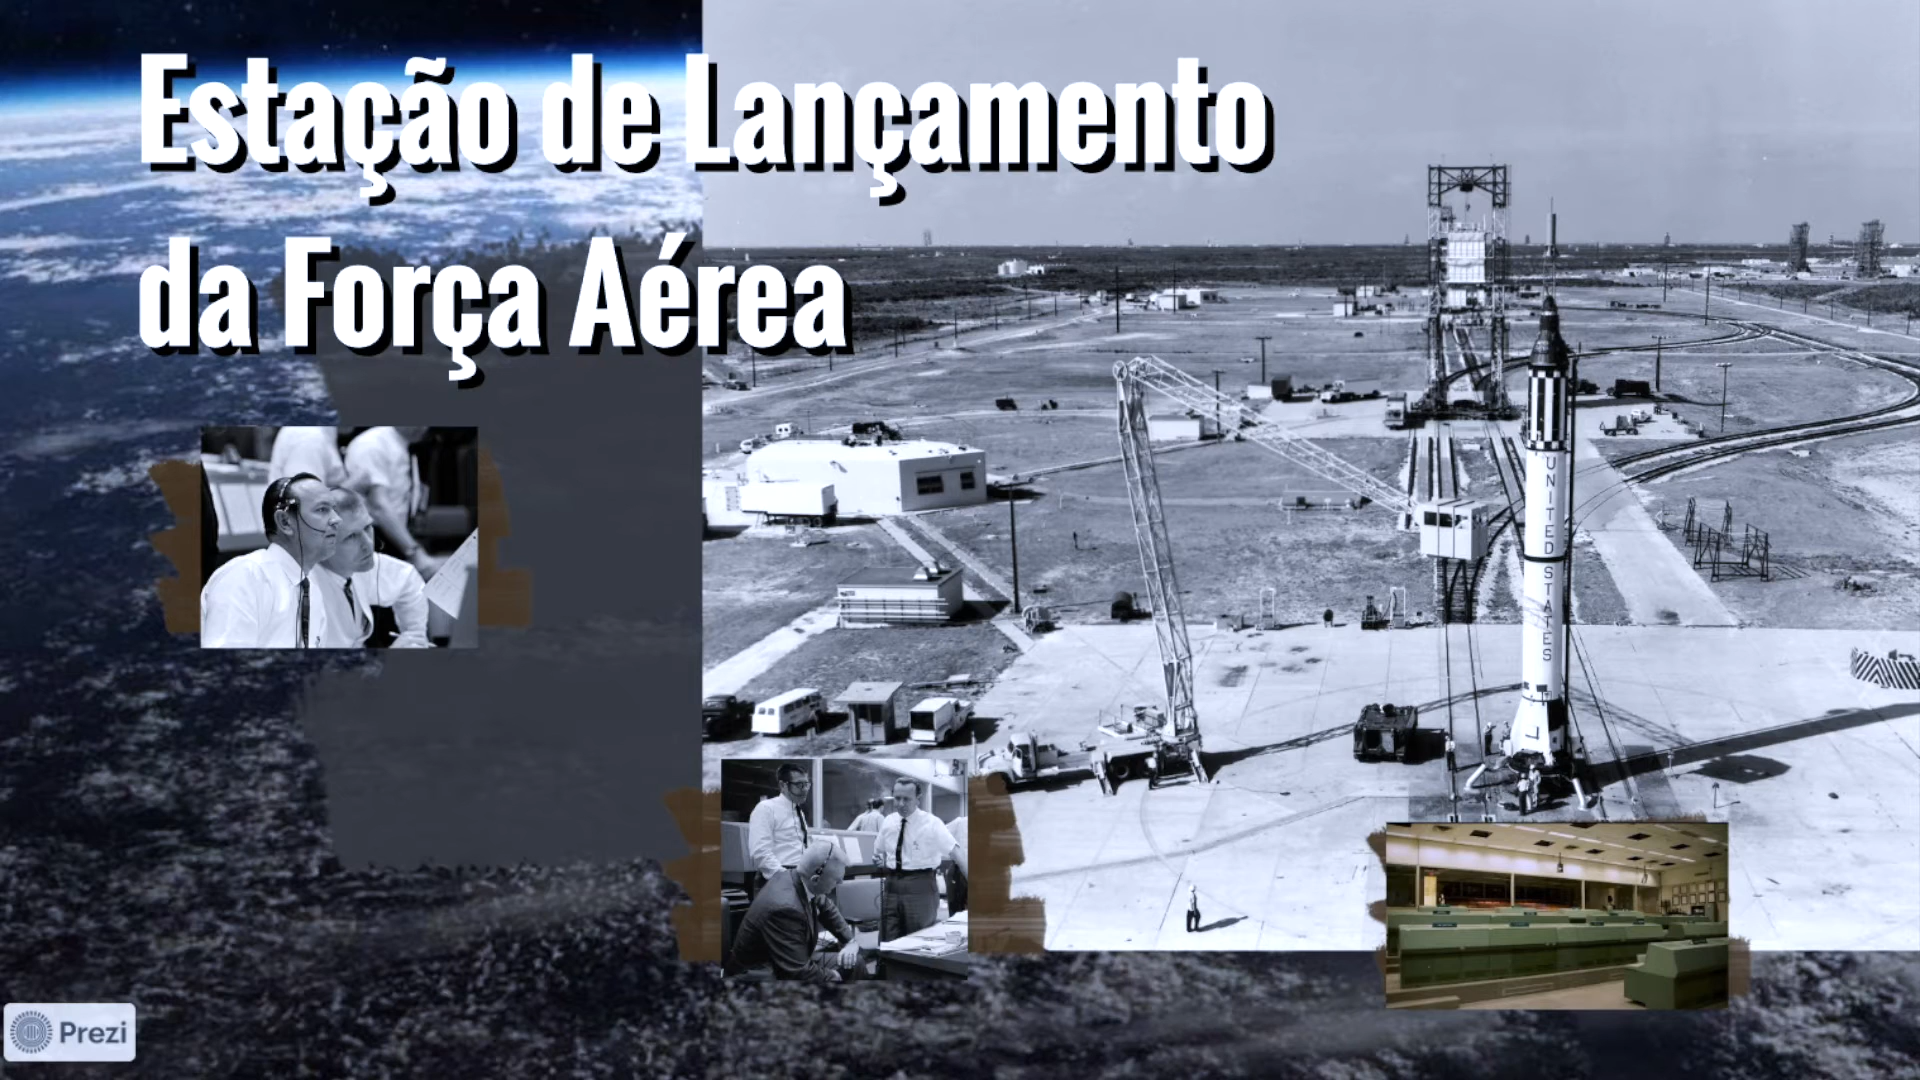 Estação de Lançamento
da Força Aérea
UNITED STATES
Prezi